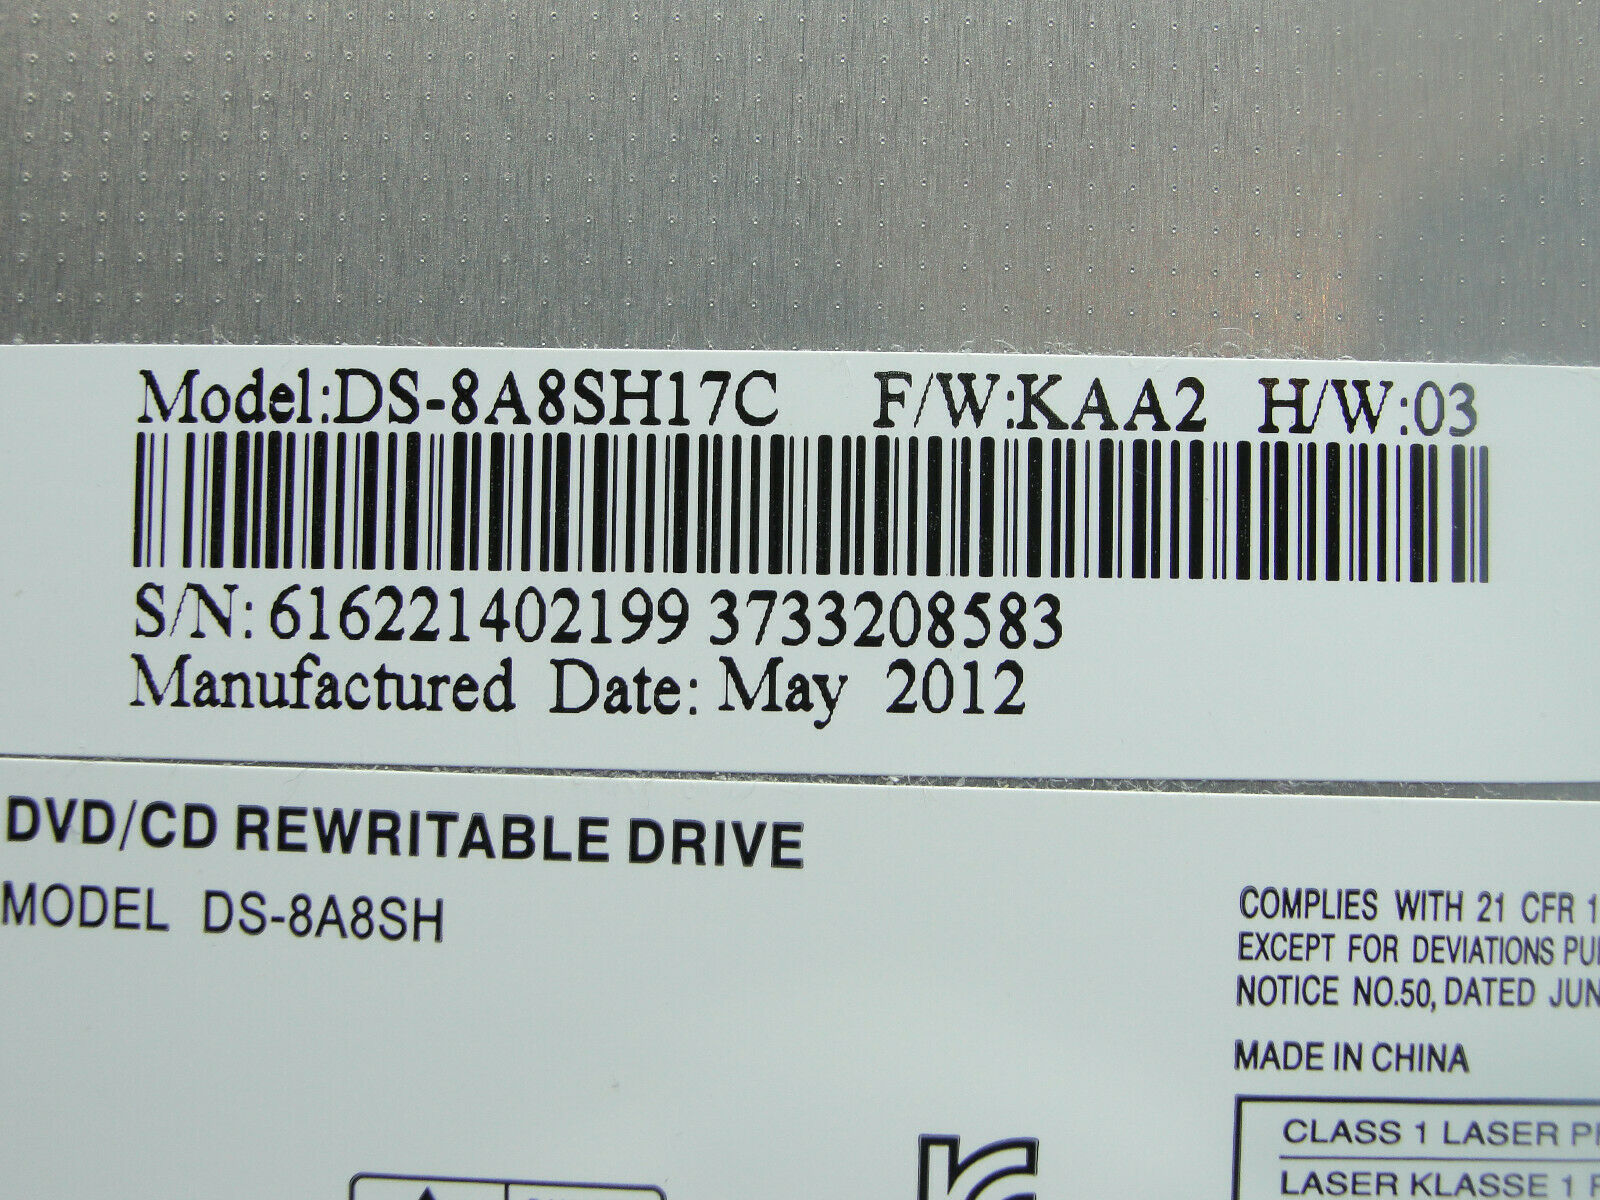 Model:DS-8A8SH17C F/W:KAA2 H/W:03
S/N: 616221402199 3733208583
Manufactured Date: May 2012
DVD/CD REWRITABLE DRIVE
MODEL DS-8A8SH
COMPLIES WITH 21 CFR 1
EXCEPT FOR DEVIATIONS
NOTICE NO.50, DATED JUN
MADE IN CHINA
CLASS 1 LASER
LASER KLASSE 1